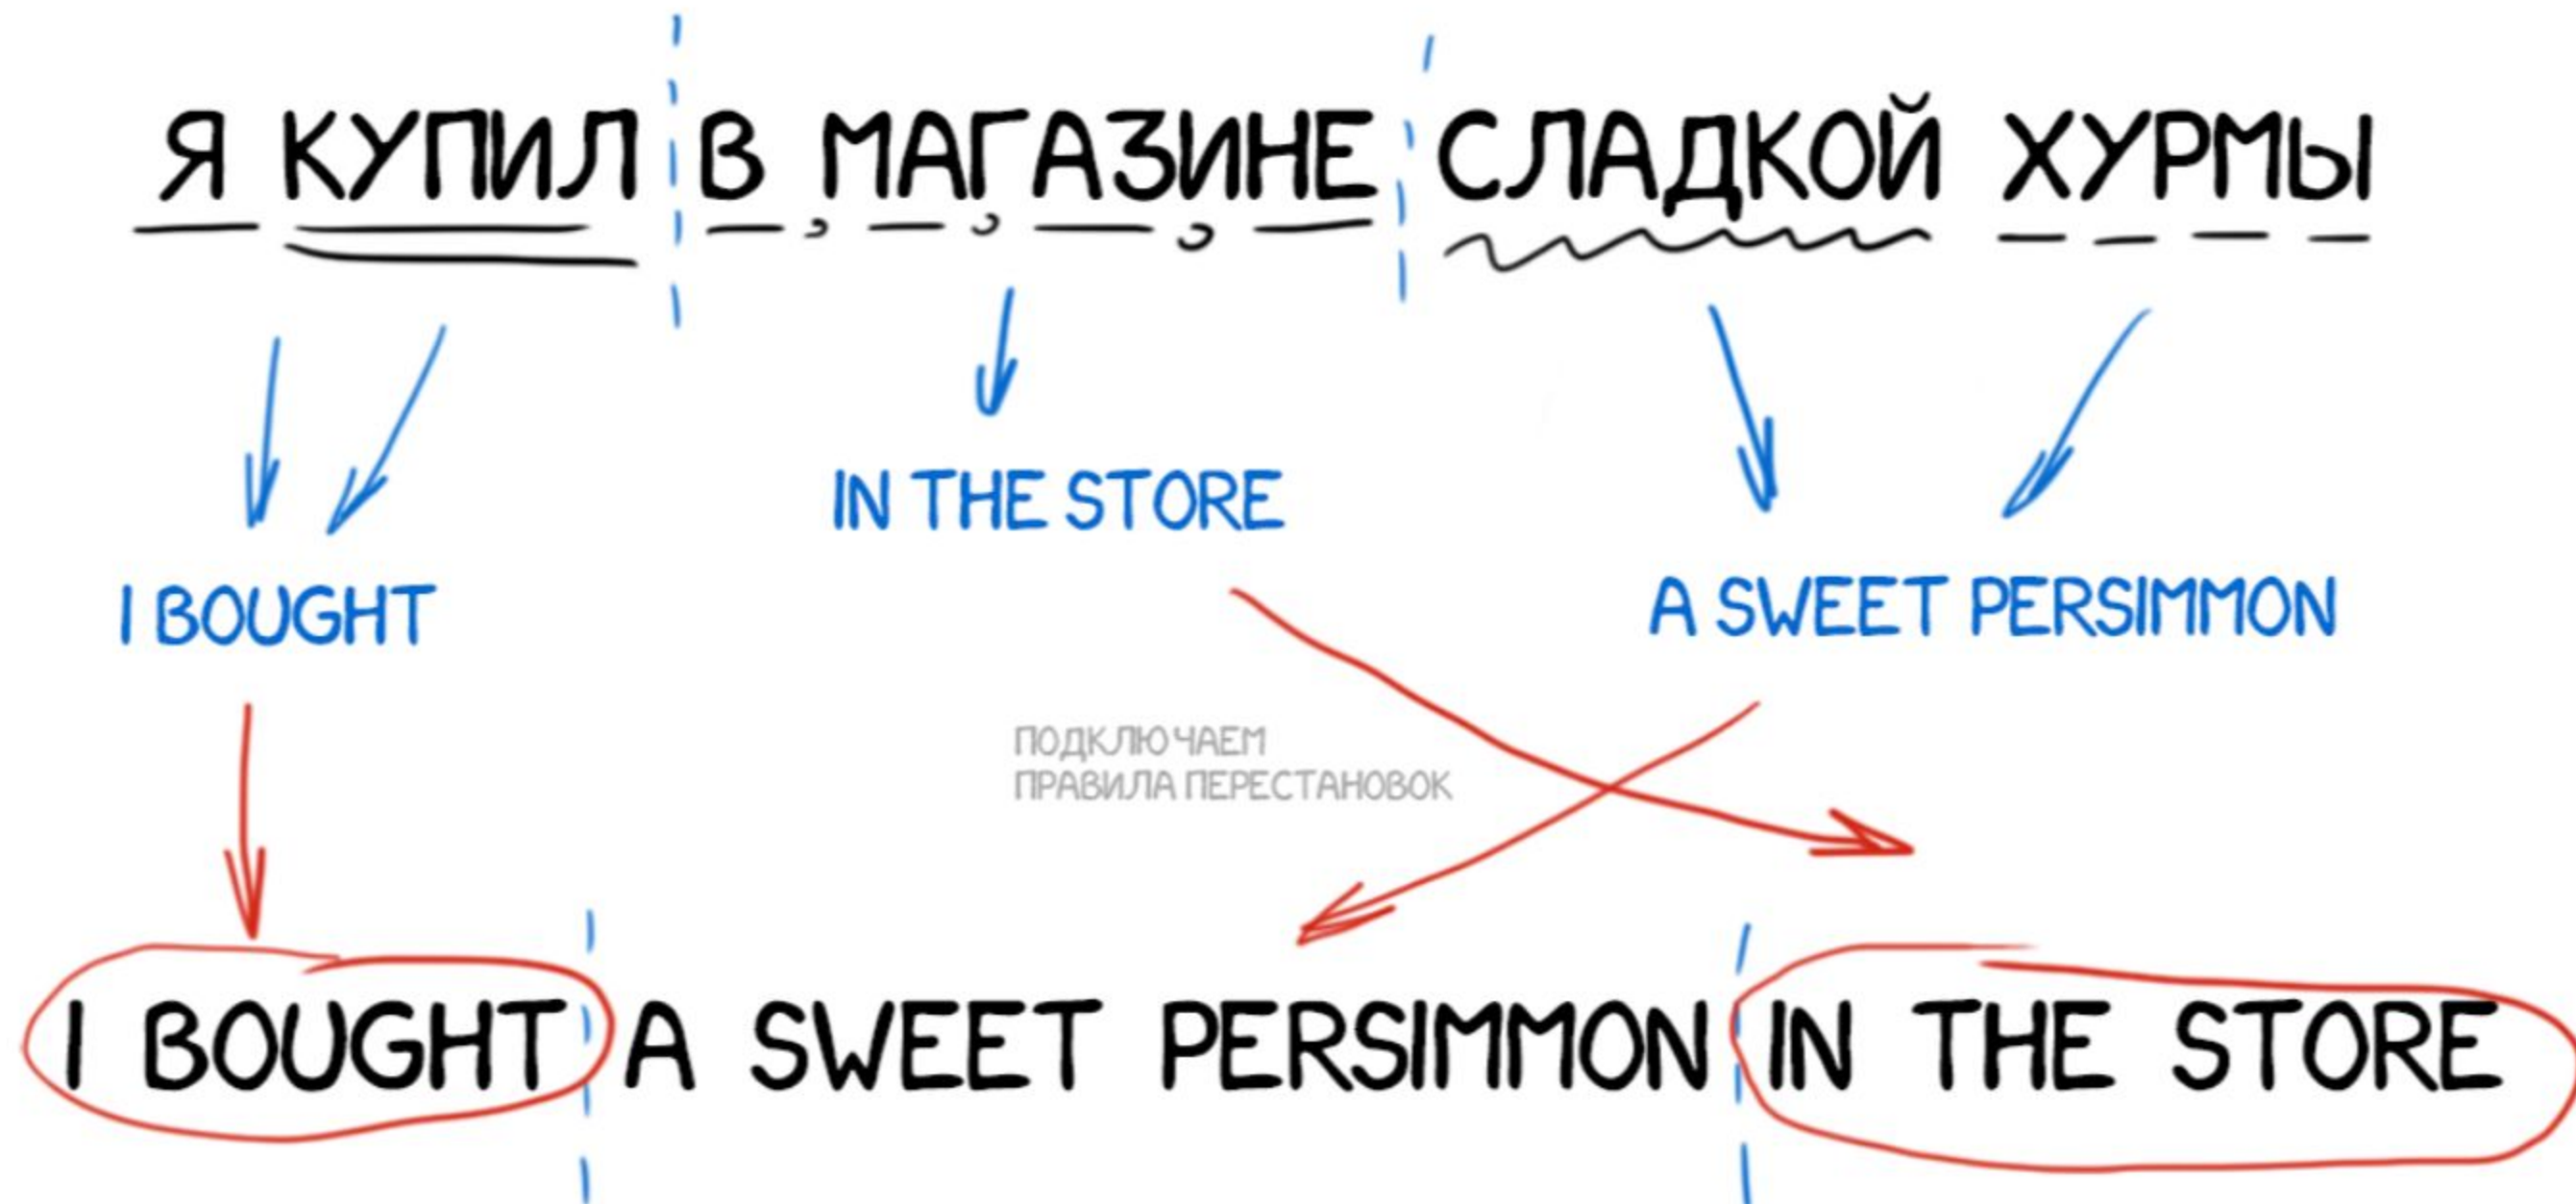 Я КУПИЛ В МАГАЗИНЕ СЛАДКОЙ ХУРМЫ
IN THE STORE
I BOUGHT
A SWEET PERSIMMON
ПОДКЛЮЧАЕМ
ПРАВИЛА ПЕРЕСТАНОВОК
I BOUGHT A SWEET PERSIMMON IN THE STORE